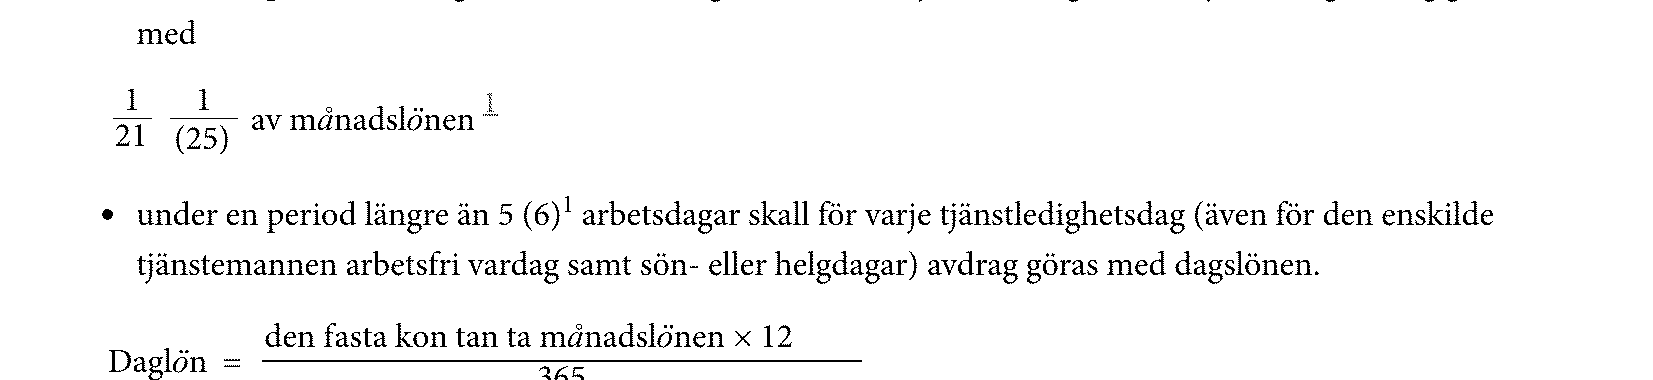 med
1 1
21 (25) av månadslönen 1
• under en period längre än 5 (6)1 arbetsdagar skall för varje tjänstledighetsdag (även för den enskilde
tjänstemannen arbetsfri vardag samt sön- eller helgdagar) avdrag göras med dagslönen.
den fasta kon tan ta månadslönen × 12
Daglön =
365